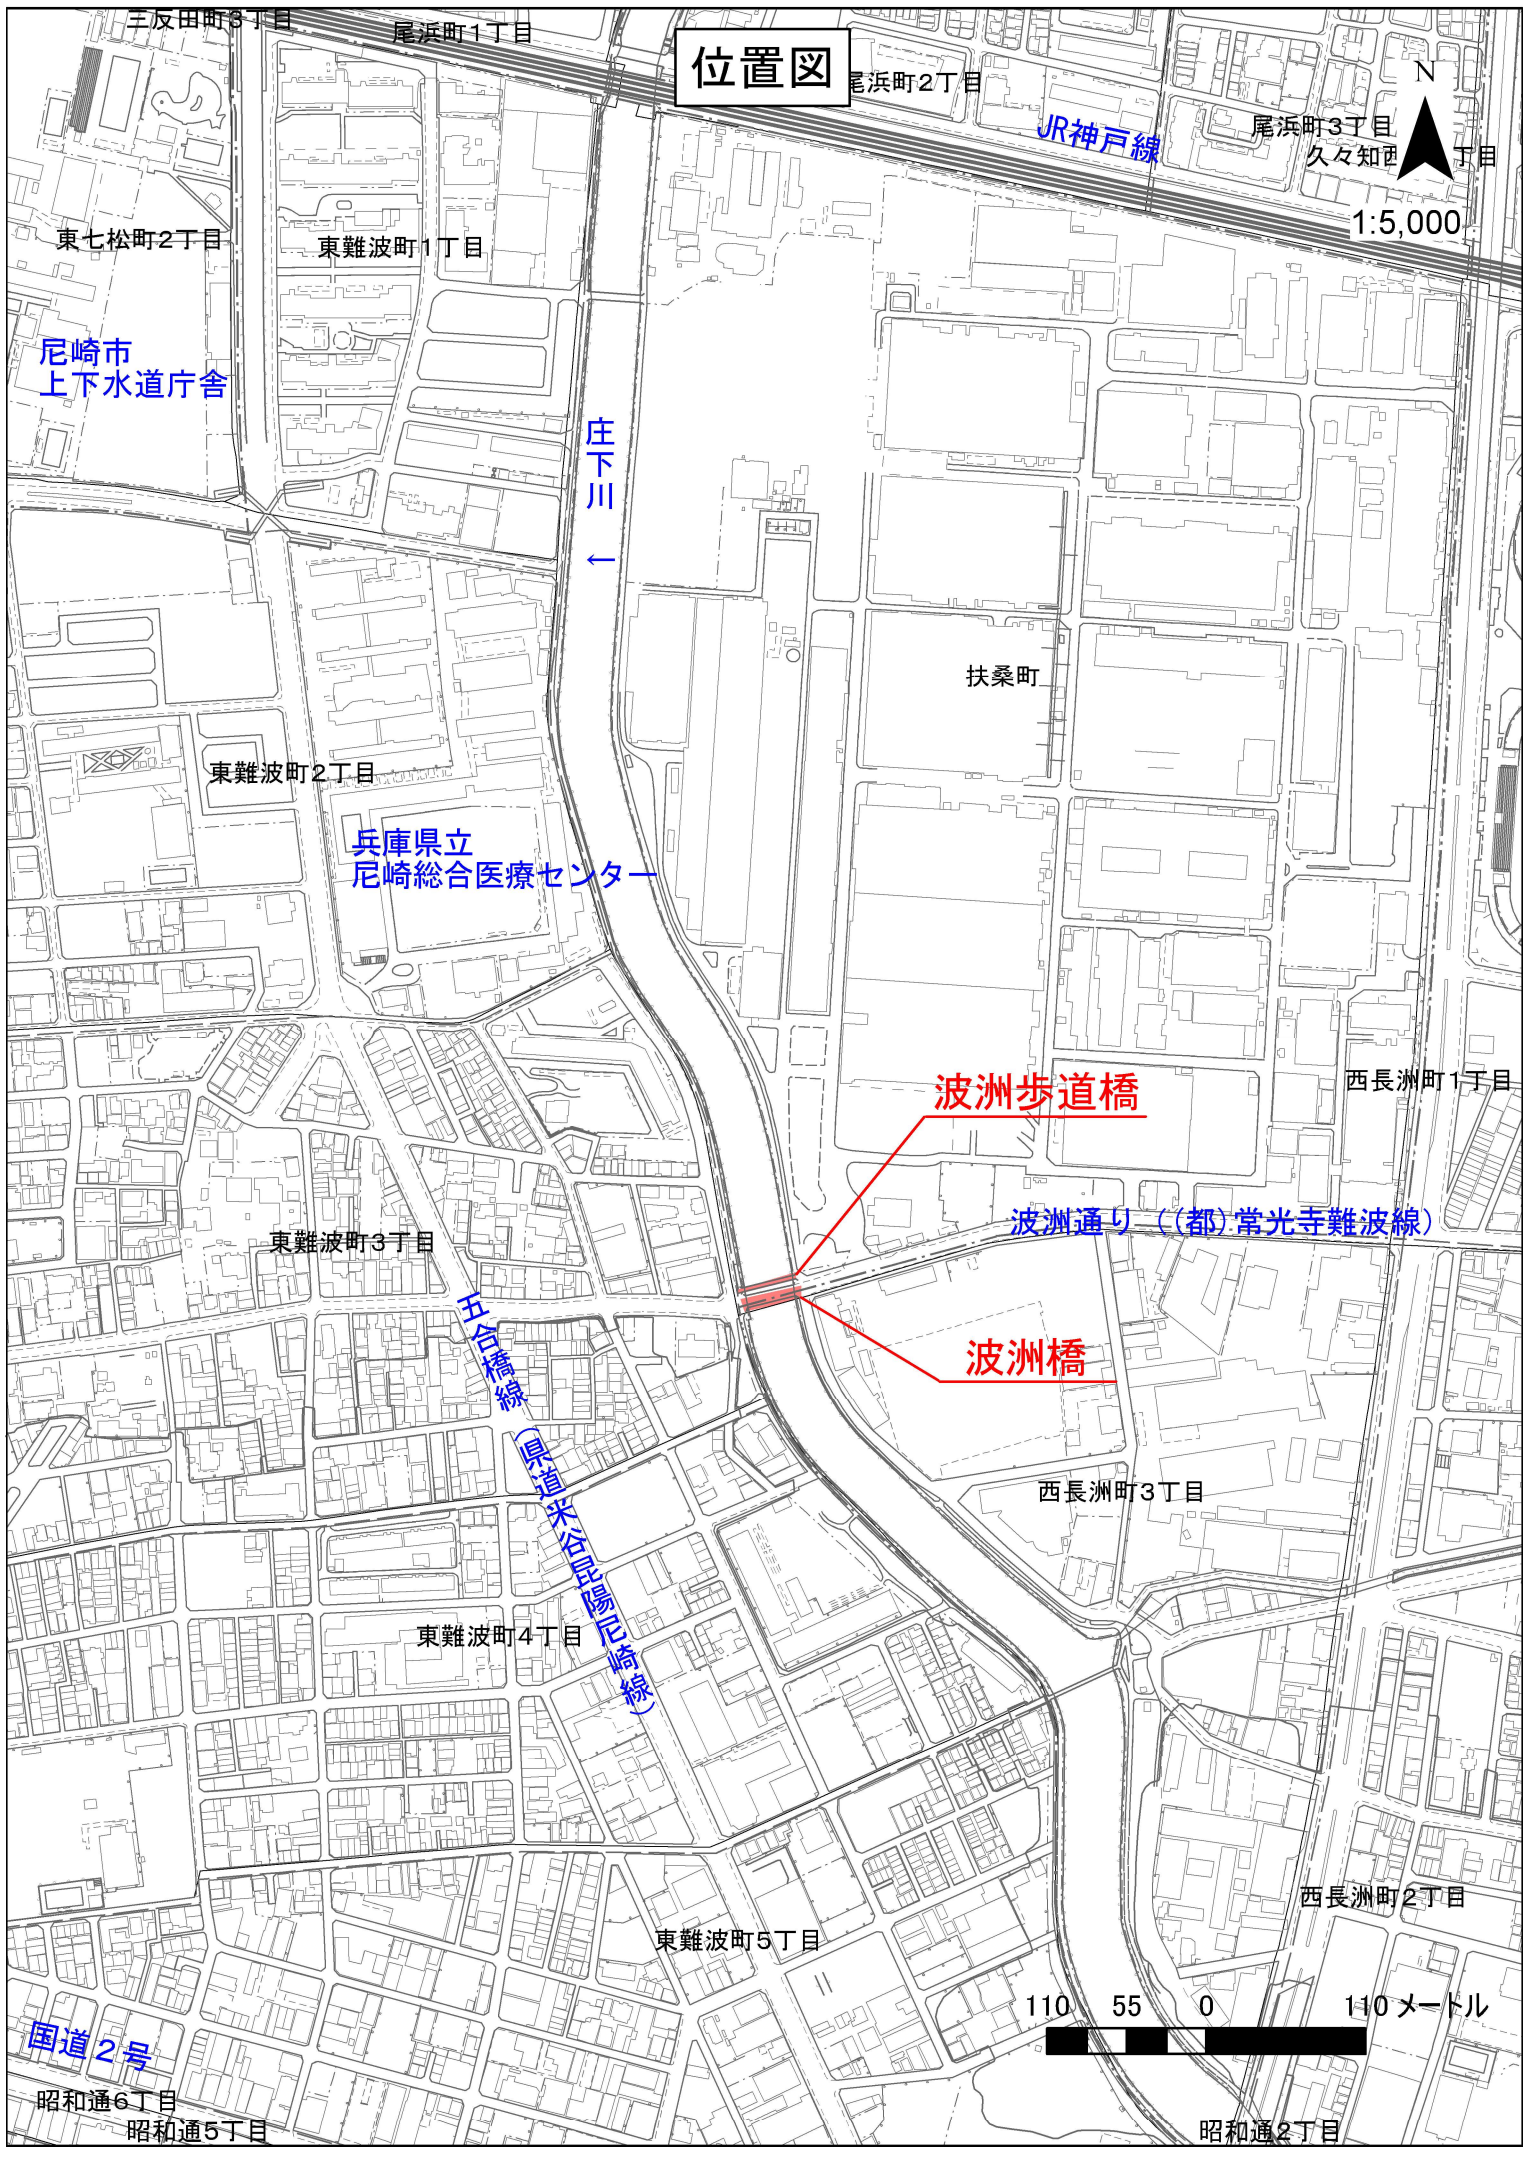 三反田町3丁目
尾浜町1丁目
位置図
尾浜町2丁目
N
JR神戸線
尾浜町3丁目
久々知西
丁目
1:5,000
東七松町2丁目
東難波町1丁目
尼崎市
上下水道庁舎
庄下川 ←
扶桑町
東難波町2丁目
兵庫県立
尼崎総合医療センター
波洲歩道橋
西長洲町1丁目
波洲通り((都)常光寺難波線)
東難波町3丁目
五合橋線(県道米谷昆陽尼崎線)
波洲橋
西長洲町3丁目
東難波町4丁目
西長洲町2丁目
東難波町5丁目
110 55 0 110 メートル
国道2号
昭和通6丁目
昭和通5丁目
昭和通2丁目